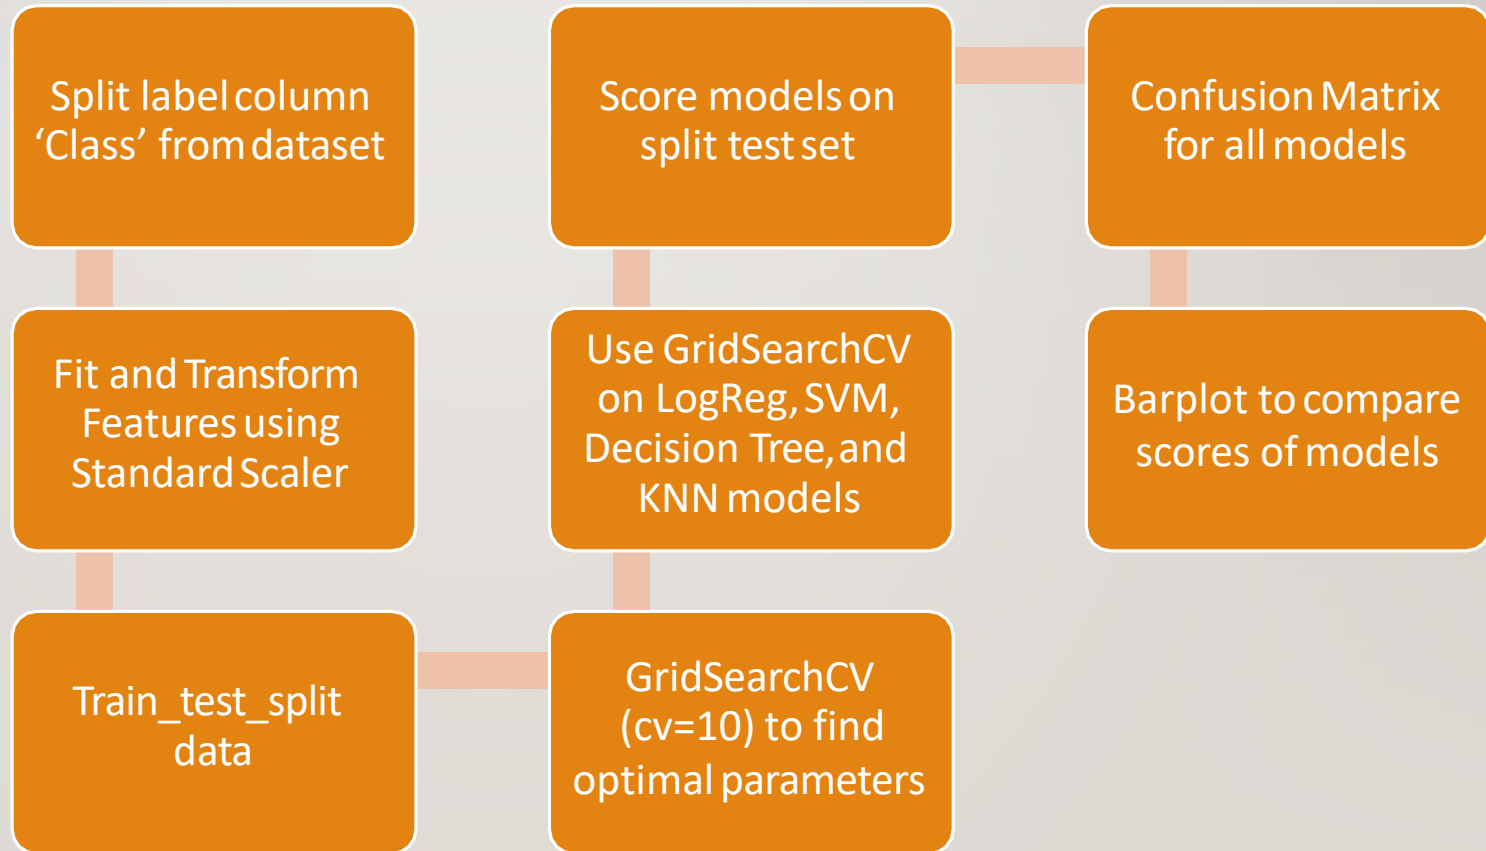 Split label column
‘Class’ from dataset
Fit and Transform
Features using
Standard Scaler
Train_test_split
data
GridSearchCV
(cv=10) to find
optimal parameters
Use GridSearchCV
on LogReg, SVM,
Decision Tree, and
KNN models
Score models on
split test set
Confusion Matrix
for all models
Barplot to compare
scores of models